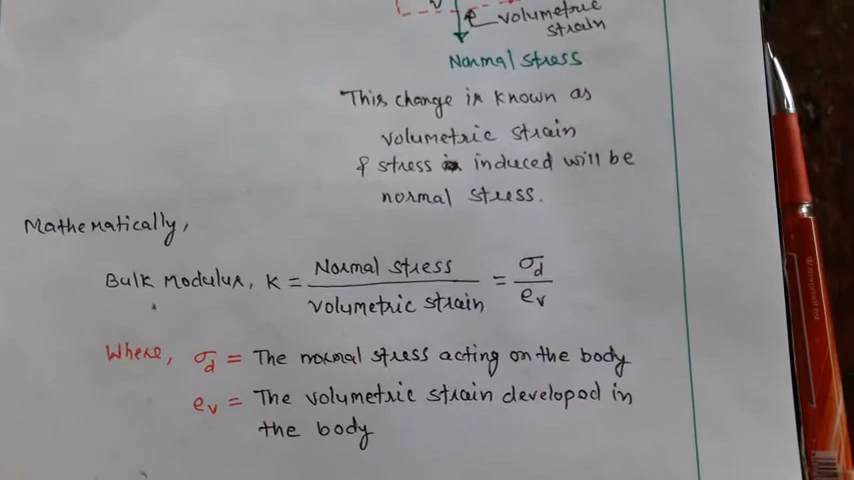 V
e volumetric
strain
Normal stress
This change is known as
volumetric strain
& stress induced will be
normal stress.
Mathematically,
Bulk Modulus, K = Normal stress / volumetric strain = σd / ev
Where, σd = The normal stress acting on the body
ev = The volumetric strain developed in
the body